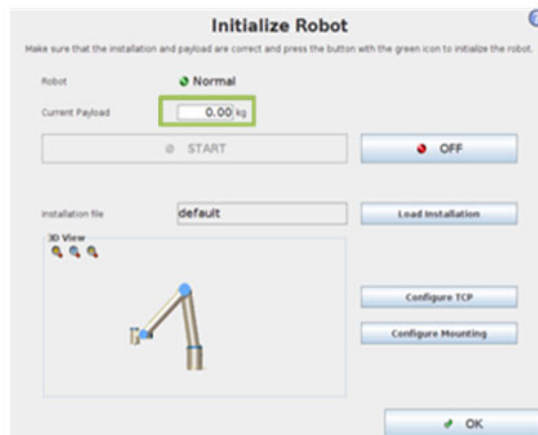 Initialize Robot
Make sure that the installation and payload are correct and press the button with the green icon to initialize the robot.
Robot
Normal
Current Payload
0.00 kg
START
OFF
Installation file
default
Load Installation
3D View
Configure TCP
Configure Mounting
OK